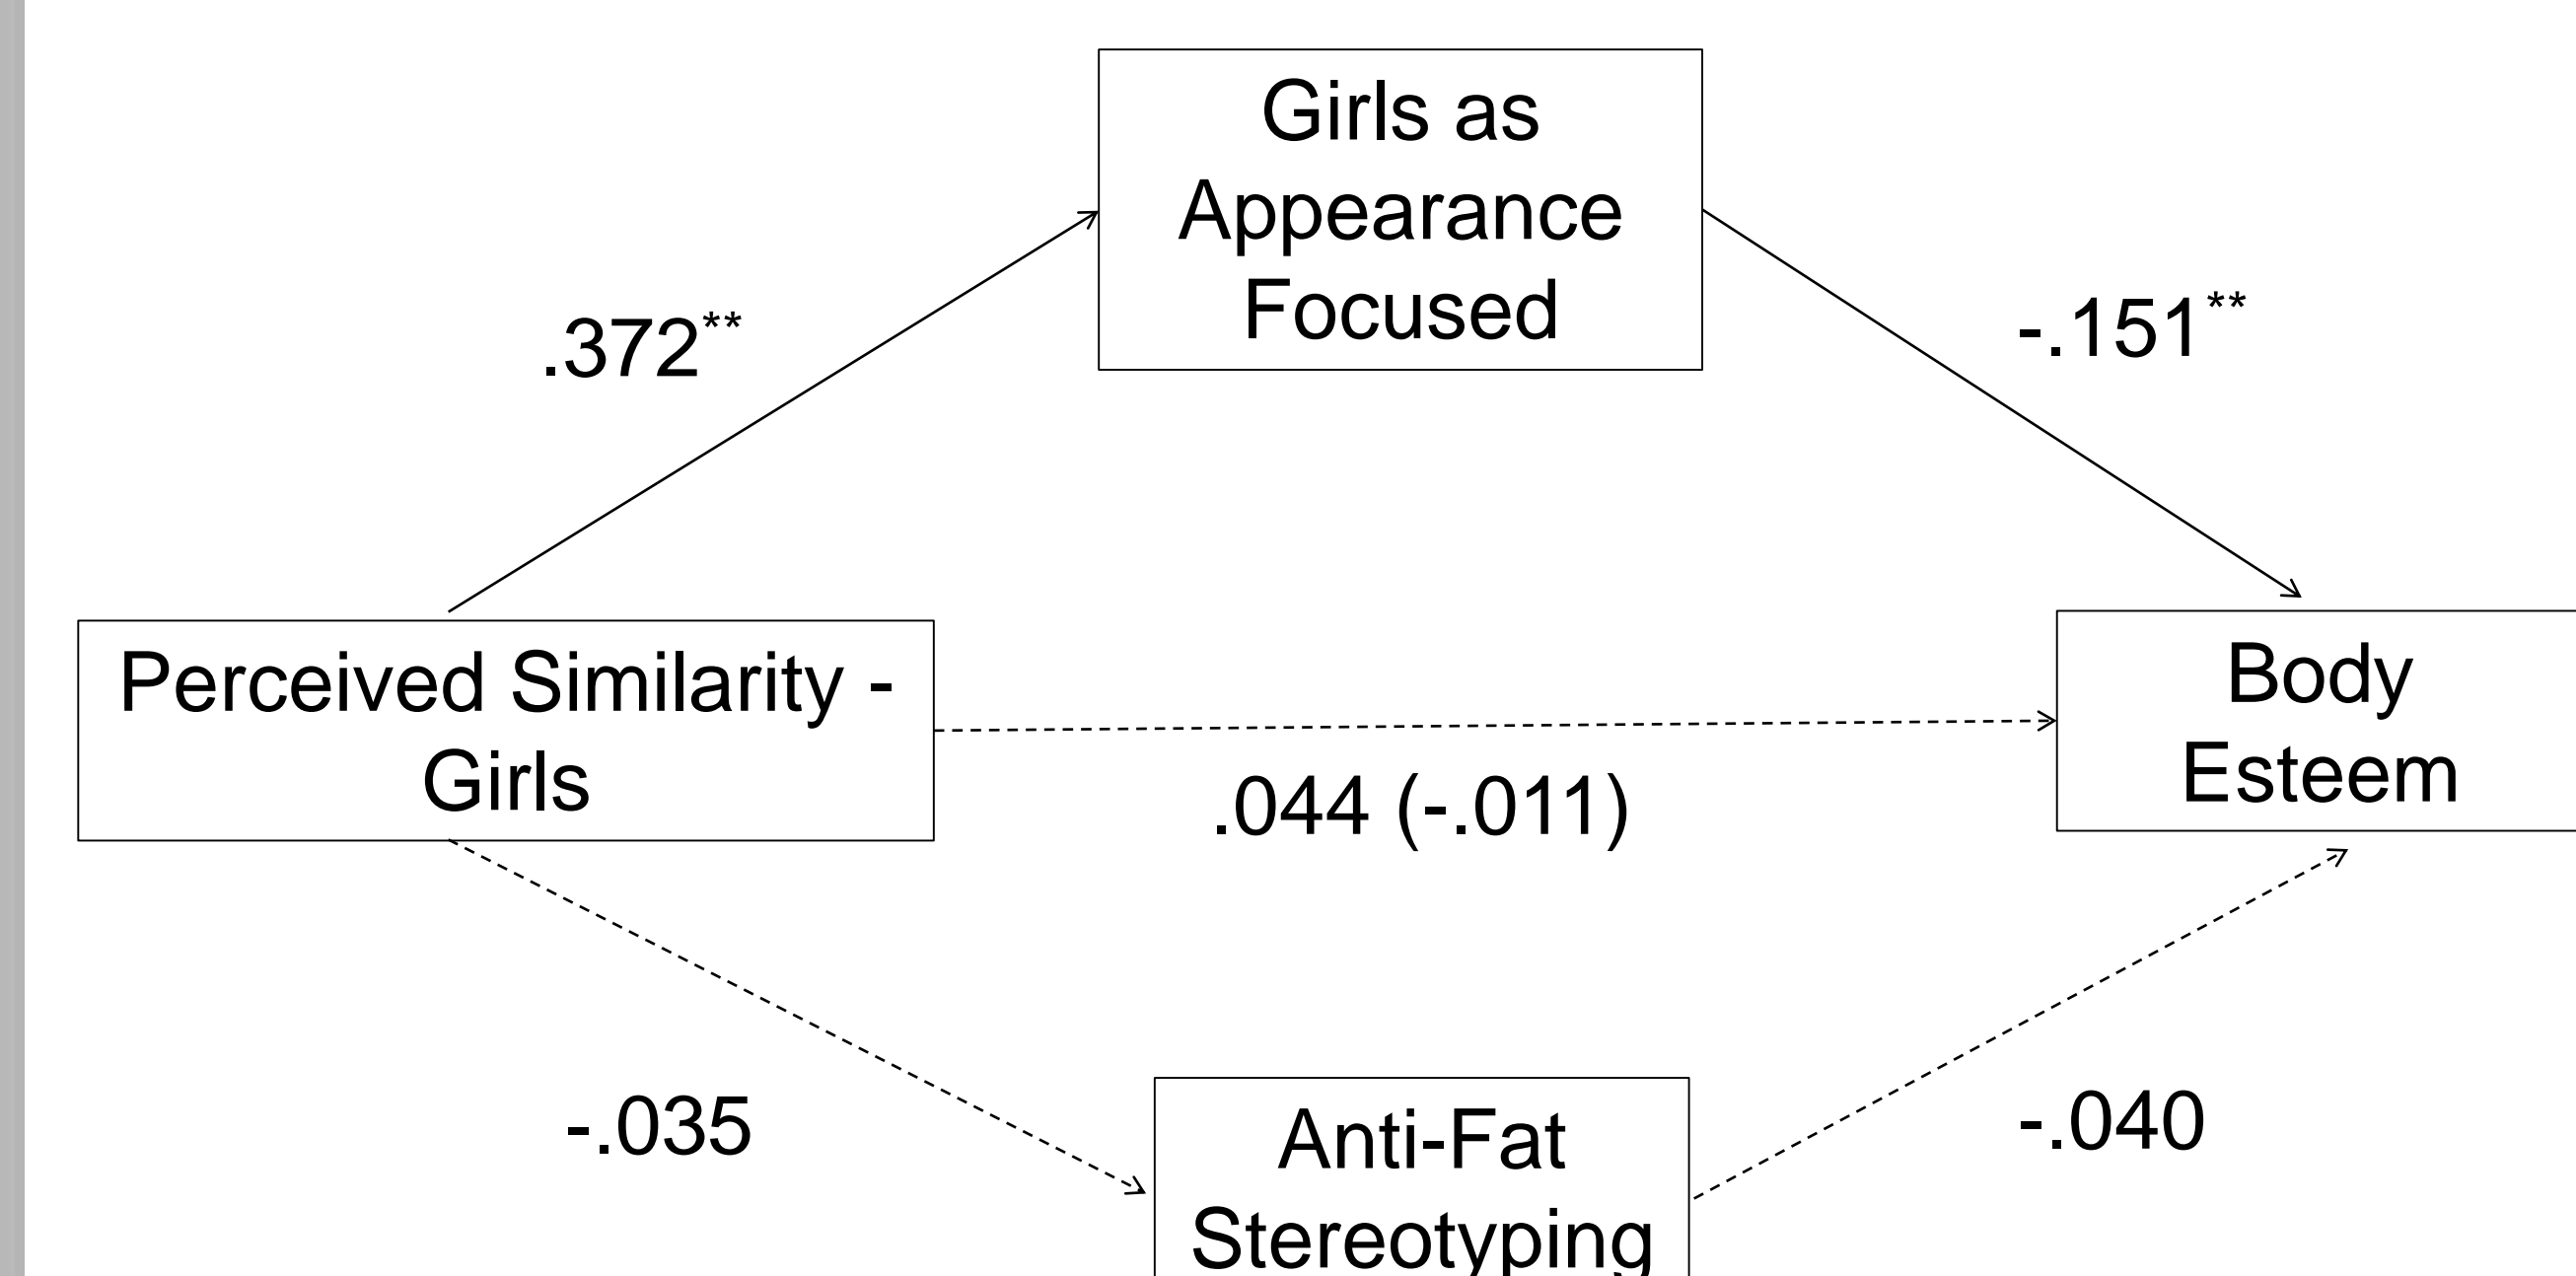 Girls as
Appearance
Focused
.372**
-.151**
Perceived Similarity -
Girls
Body
Esteem
.044 (-.011)
-.035
-.040
Anti-Fat
Stereotyping